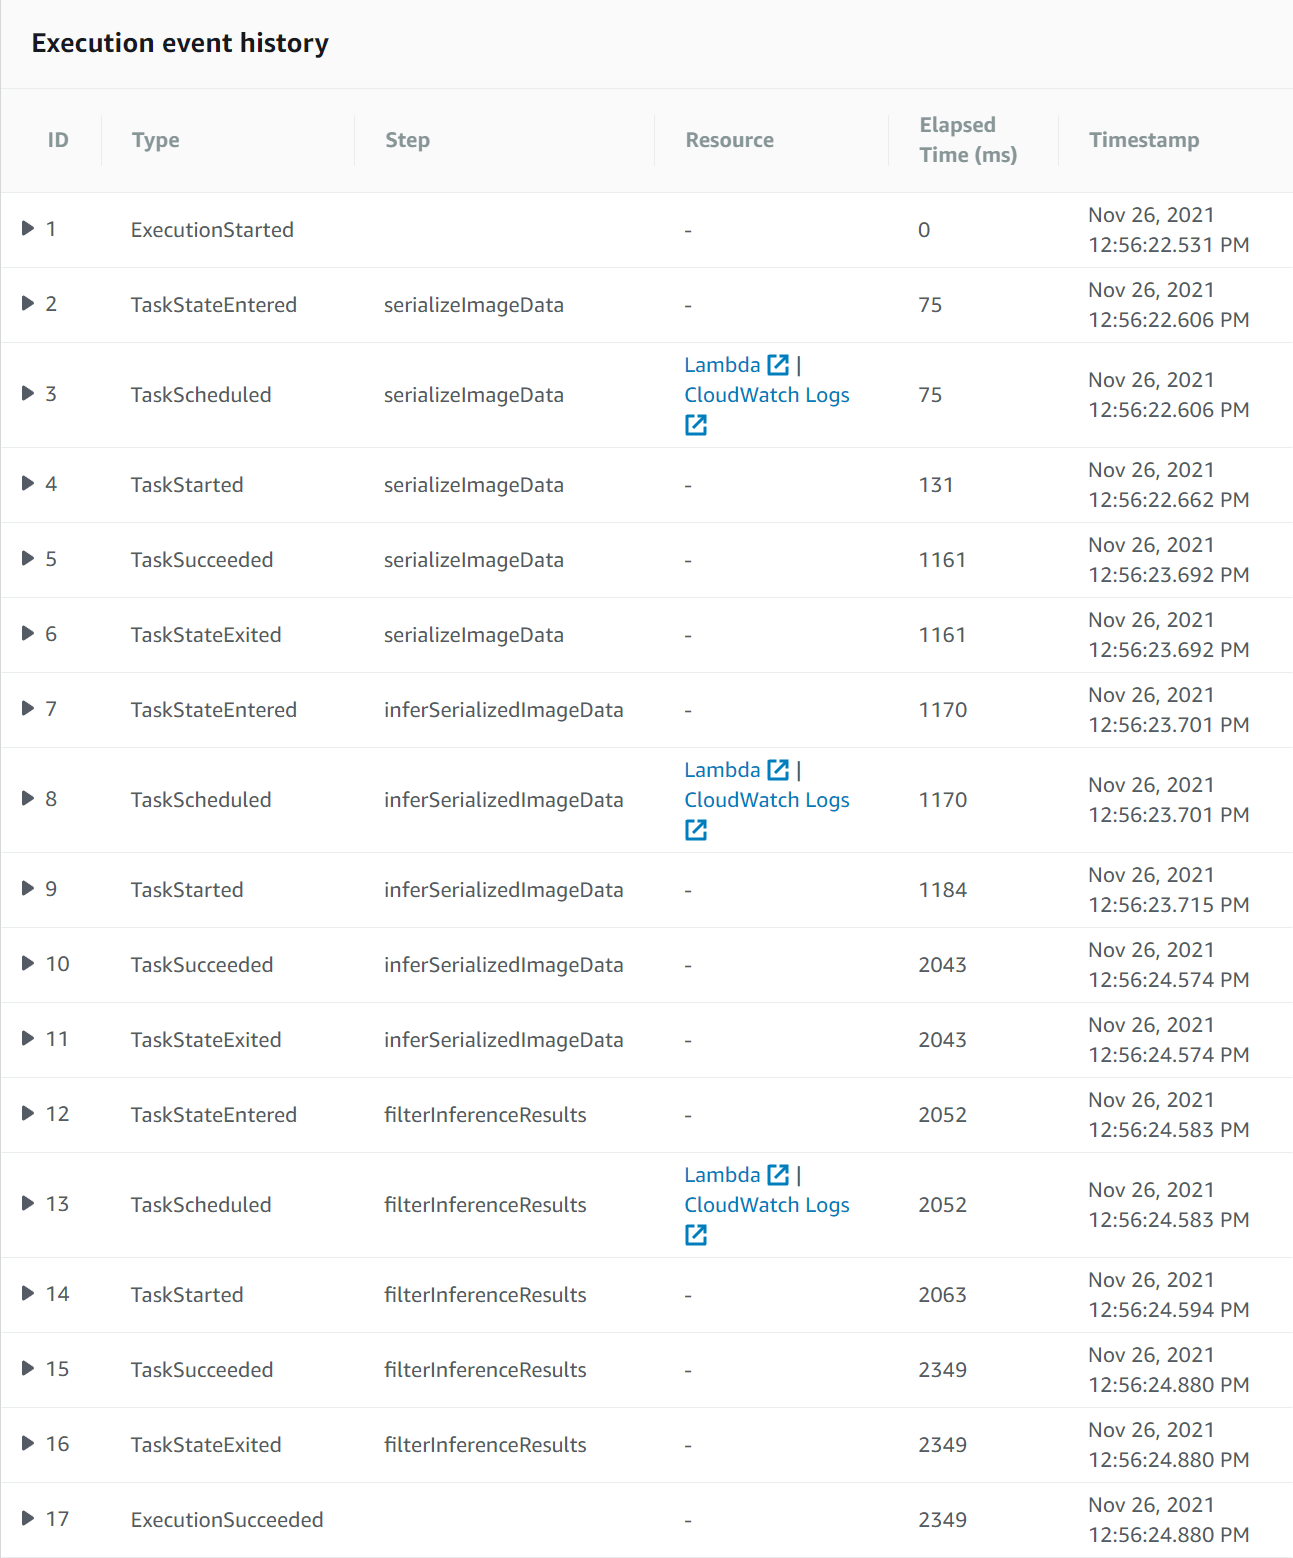 Execution event history
ID Type Step Resource Elapsed Time (ms) Timestamp
1 ExecutionStarted - 0 Nov 26, 2021 12:56:22.531 PM
2 TaskStateEntered serializeImageData - 75 Nov 26, 2021 12:56:22.606 PM
3 TaskScheduled serializeImageData Lambda | CloudWatch Logs 75 Nov 26, 2021 12:56:22.606 PM
4 TaskStarted serializeImageData - 131 Nov 26, 2021 12:56:22.662 PM
5 TaskSucceeded serializeImageData - 1161 Nov 26, 2021 12:56:23.692 PM
6 TaskStateExited serializeImageData - 1161 Nov 26, 2021 12:56:23.692 PM
7 TaskStateEntered inferSerializedImageData - 1170 Nov 26, 2021 12:56:23.701 PM
8 TaskScheduled inferSerializedImageData Lambda | CloudWatch Logs 1170 Nov 26, 2021 12:56:23.701 PM
9 TaskStarted inferSerializedImageData - 1184 Nov 26, 2021 12:56:23.715 PM
10 TaskSucceeded inferSerializedImageData - 2043 Nov 26, 2021 12:56:24.574 PM
11 TaskStateExited inferSerializedImageData - 2043 Nov 26, 2021 12:56:24.574 PM
12 TaskStateEntered filterInferenceResults - 2052 Nov 26, 2021 12:56:24.583 PM
13 TaskScheduled filterInferenceResults Lambda | CloudWatch Logs 2052 Nov 26, 2021 12:56:24.583 PM
14 TaskStarted filterInferenceResults - 2063 Nov 26, 2021 12:56:24.594 PM
15 TaskSucceeded filterInferenceResults - 2349 Nov 26, 2021 12:56:24.880 PM
16 TaskStateExited filterInferenceResults - 2349 Nov 26, 2021 12:56:24.880 PM
17 ExecutionSucceeded - 2349 Nov 26, 2021 12:56:24.880 PM